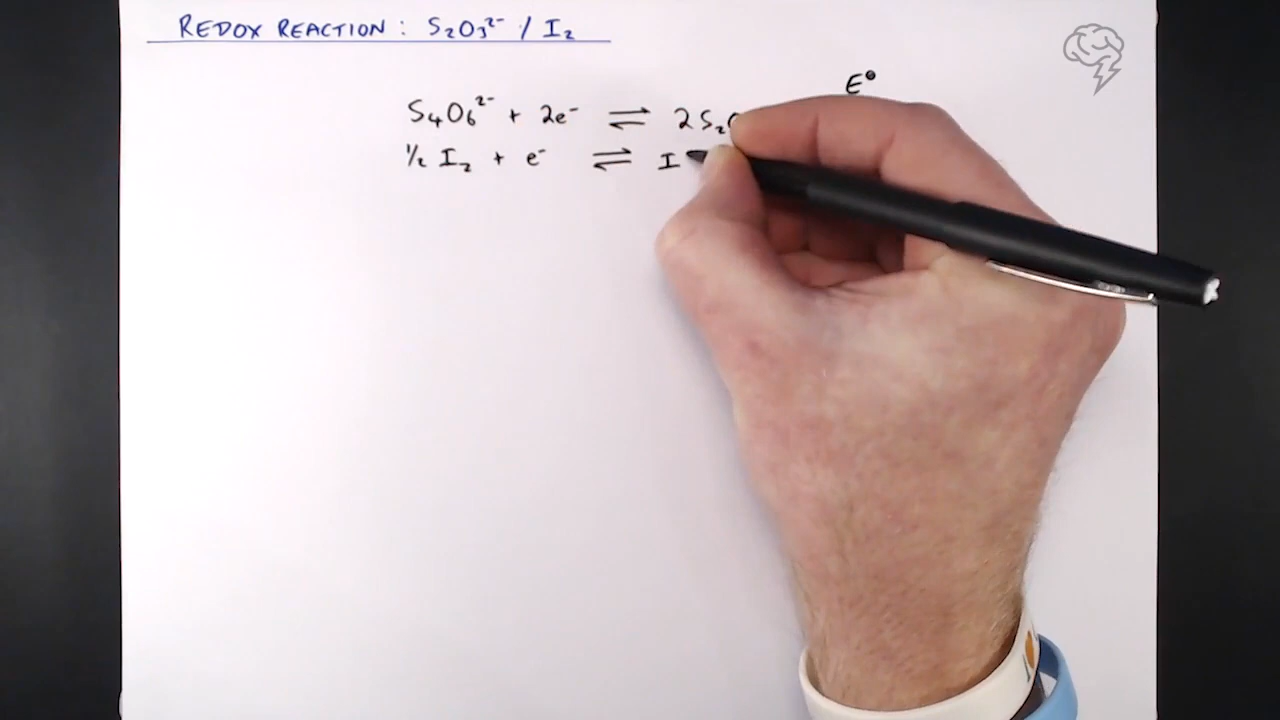 REDOX REACTION : S₂O₃²⁻ / I₂
E°
S₄O₆²⁻ + 2e⁻ ⇌ 2S₂
½ I₂ + e⁻ ⇌ I